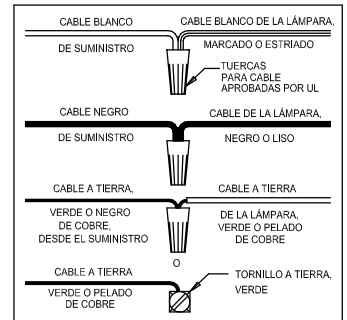 CABLE BLANCO
CABLE BLANCO DE LA LÁMPARA,
DE SUMINISTRO
MARCADO O ESTRIADO
TUERCAS
PARA CABLE
APROBADAS POR UL
CABLE NEGRO
CABLE DE LA LÁMPARA,
DE SUMINISTRO
NEGRO O LISO
CABLE A TIERRA,
CABLE A TIERRA
VERDE O NEGRO
DE COBRE,
DESDE EL SUMINISTRO
DE LA LÁMPARA,
VERDE O PELADO
DE COBRE
O
CABLE A TIERRA
VERDE O PELADO
DE COBRE
TORNILLO A TIERRA,
VERDE